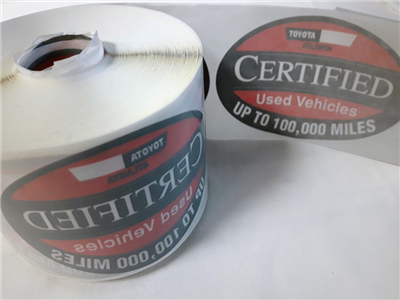 TOYOTA
CERTIFIED
Used Vehicles
UP TO 100,000 MILES
TOYOTA
CERTIFIED
Used Vehicles
UP TO 100,000 MILES